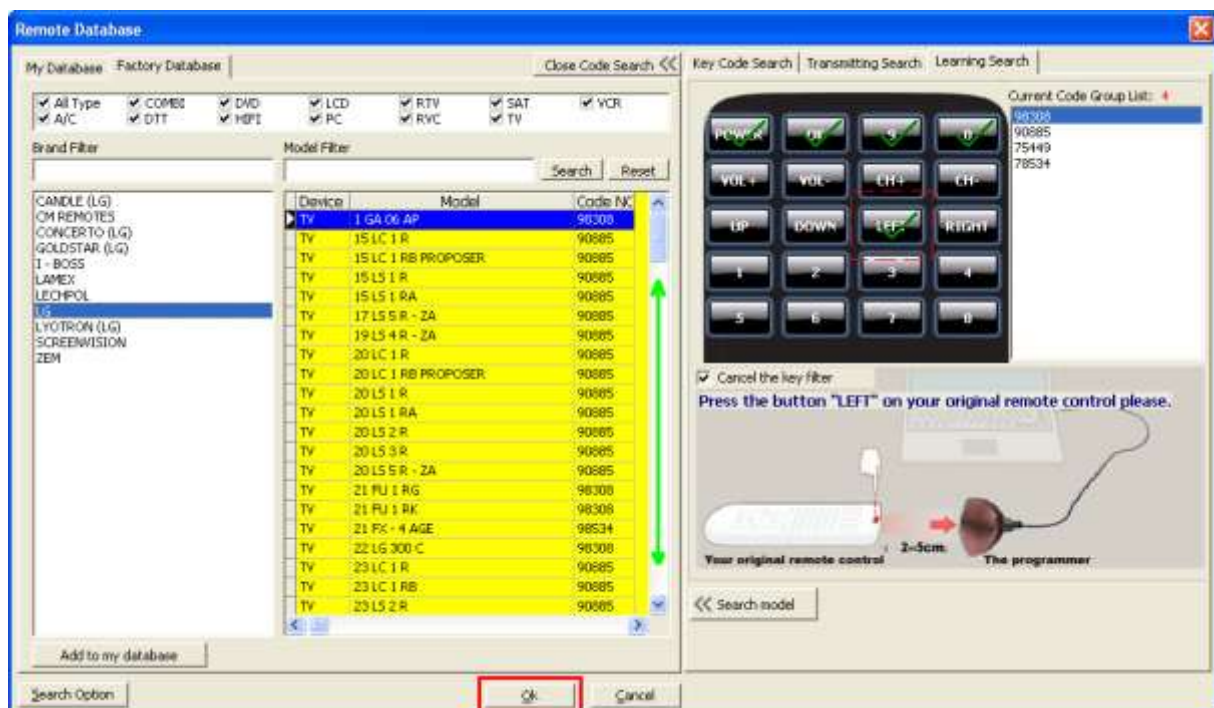 Remote Database
My Database Factory Database Close Code Search <<
All Type COMBI DVD LCD RTV SAT VCR
A/C DTT HIFI PC RVC TV
Brand Filter Model Filter
Search Reset
CANDLE (LG)
CM REMOTES
CONCERTO (LG)
GOLDSTAR (LG)
I - BOSS
LAMEX
LECHPOL
LG
LYOTRON (LG)
SCREENVISION
ZEM
Device Model Code NC
TV 1 GA 06 AP 98308
TV 15 LC 1 R 90885
TV 15 LC 1 RB PROPOSER 90885
TV 15 LS 1 R 90885
TV 15 LS 1 RA 90885
TV 17 LS 5 R - ZA 90885
TV 19 LS 4 R - ZA 90885
TV 20 LC 1 R 90885
TV 20 LC 1 RB PROPOSER 90885
TV 20 LS 1 R 90885
TV 20 LS 1 RA 90885
TV 20 LS 2 R 90885
TV 20 LS 3 R 90885
TV 20 LS 5 R - ZA 90885
TV 21 FU 1 RG 98308
TV 21 FU 1 RK 98308
TV 21 FX - 4 AGE 98534
TV 22 LG 300 C 98308
TV 23 LC 1 R 90885
TV 23 LC 1 RB 90885
TV 23 LS 2 R 90885
Add to my database
Search Option Ok Cancel
Key Code Search Transmitting Search Learning Search
Current Code Group List: 4
98308
90885
75449
78534
POWER OK 9 0
VOL+ VOL- CH+ CH-
UP DOWN LEFT RIGHT
1 2 3 4
5 6 7 8
Cancel the key filter
Press the button "LEFT" on your original remote control please.
2~5cm
Your original remote control The programmer
<< Search model